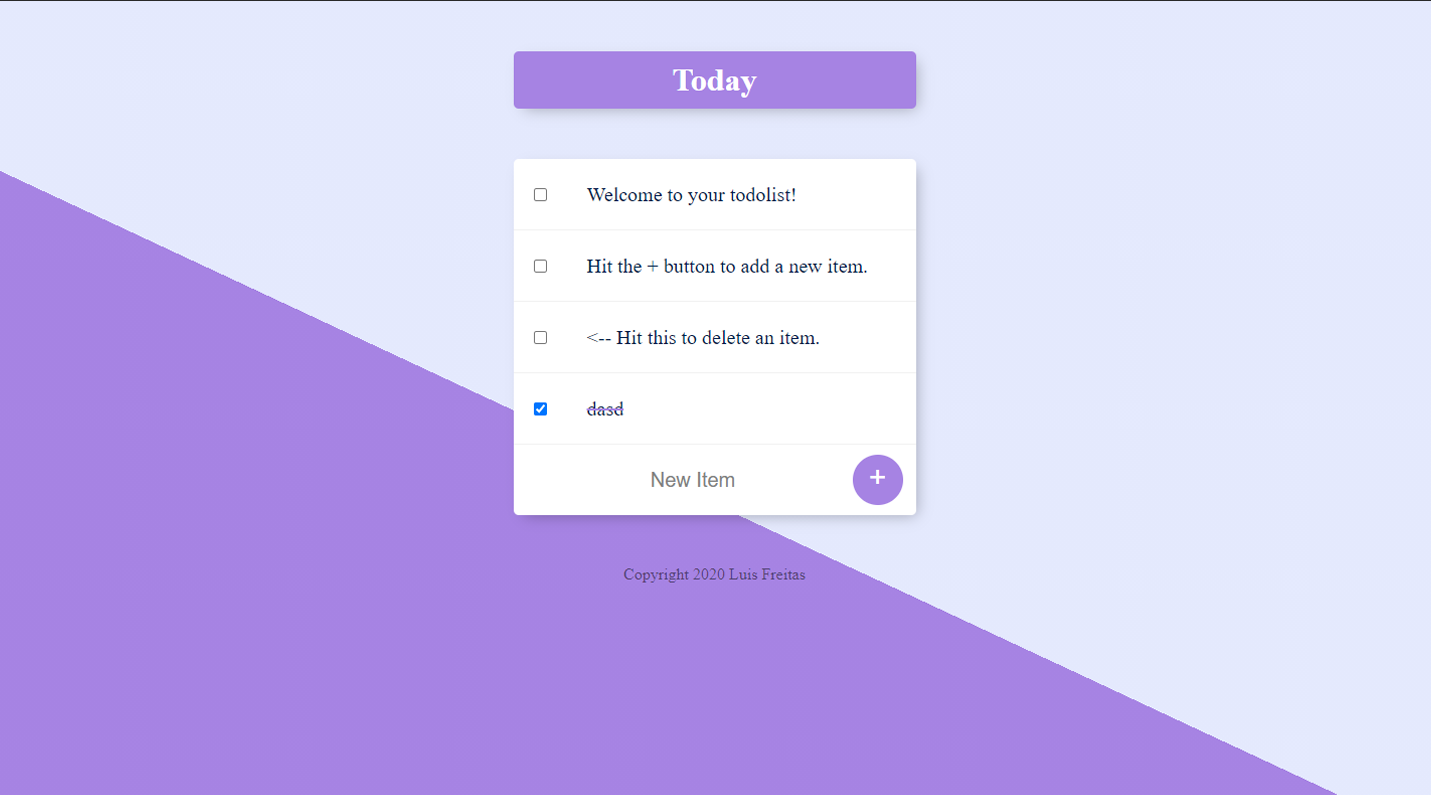 Today
Welcome to your todolist!
Hit the + button to add a new item.
<-- Hit this to delete an item.
dasd
New Item
+
Copyright 2020 Luis Freitas